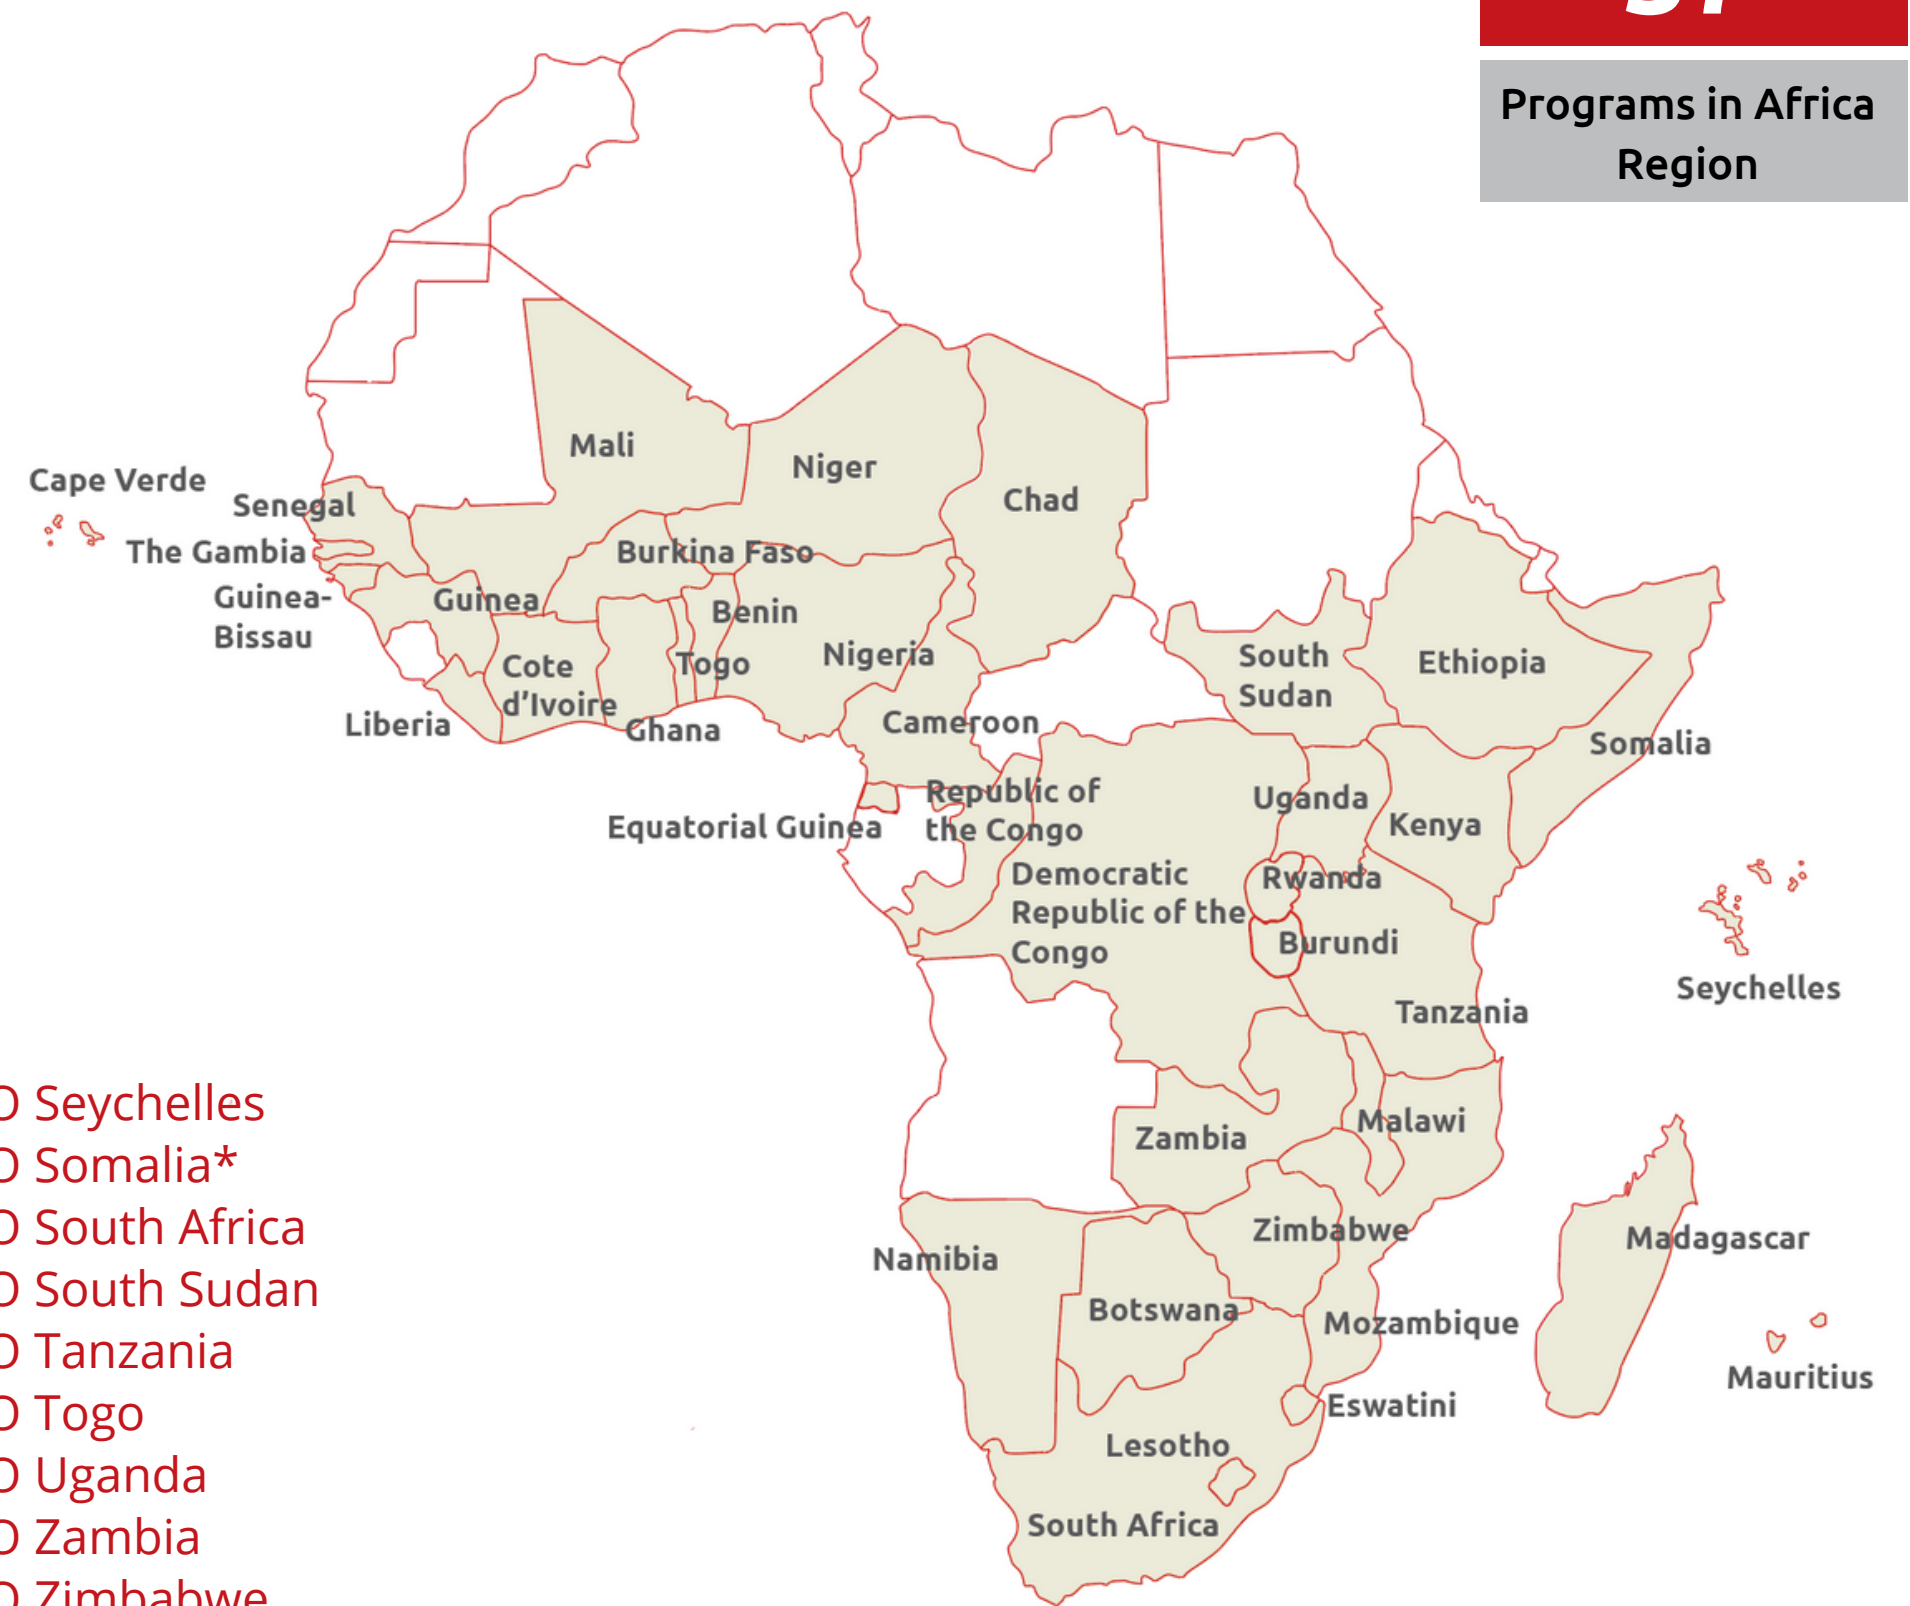 Programs in Africa
Region
Mali
Niger
Chad
Cape Verde
Senegal
The Gambia
Burkina Faso
Guinea-
Bissau
Guinea
Benin
Cote
d'Ivoire
Togo
Nigeria
South
Sudan
Ethiopia
Liberia
Ghana
Cameroon
Somalia
Equatorial Guinea
Republic of
the Congo
Uganda
Kenya
Democratic
Republic of the
Congo
Rwanda
Burundi
Seychelles
Tanzania
Zambia
Malawi
Namibia
Zimbabwe
Madagascar
Botswana
Mozambique
Mauritius
Eswatini
Lesotho
South Africa
O Seychelles
O Somalia*
O South Africa
O South Sudan
O Tanzania
O Togo
O Uganda
O Zambia
O Zimbabwe